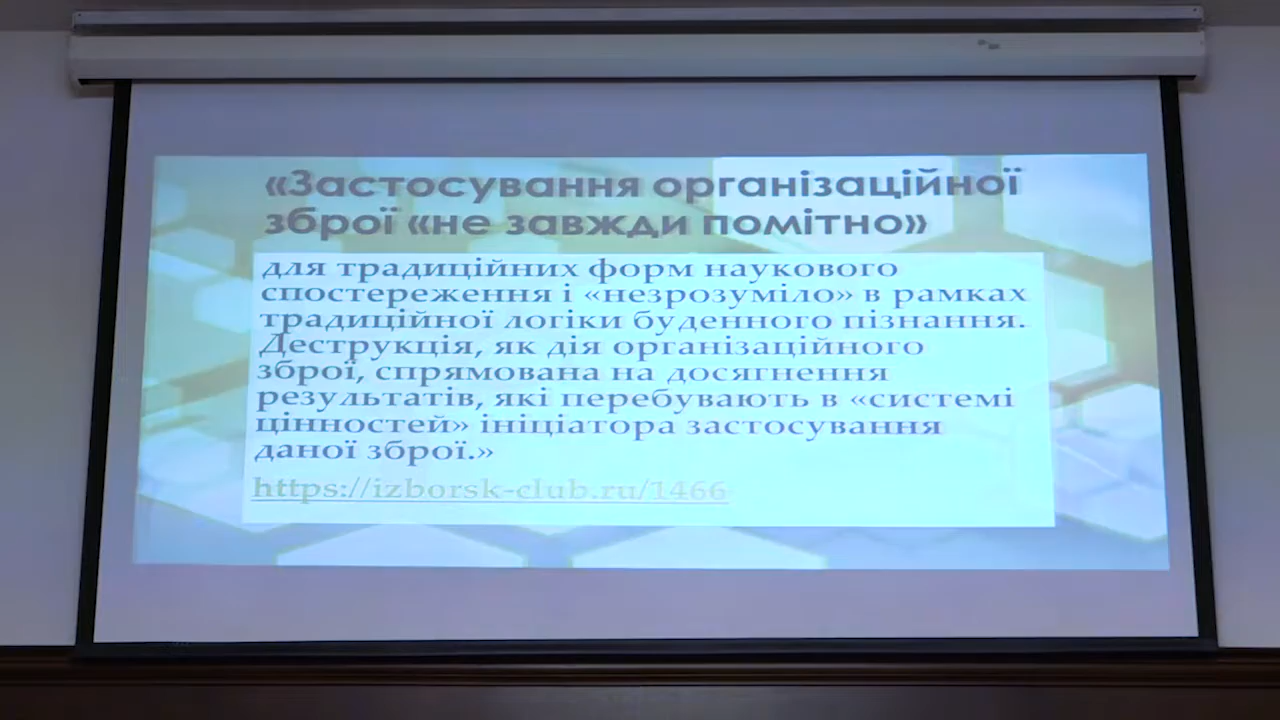 «Застосування організаційної
зброї «не завжди помітно»
для традиційних форм наукового
спостереження і «незрозуміло» в рамках
традиційної логіки буденного пізнання.
Деструкція, як дія організаційного
зброї, спрямована на досягнення
результатів, які перебувають в «системі
цінностей» ініціатора застосування
даної зброї.»
https://izborsk-club.ru/1466